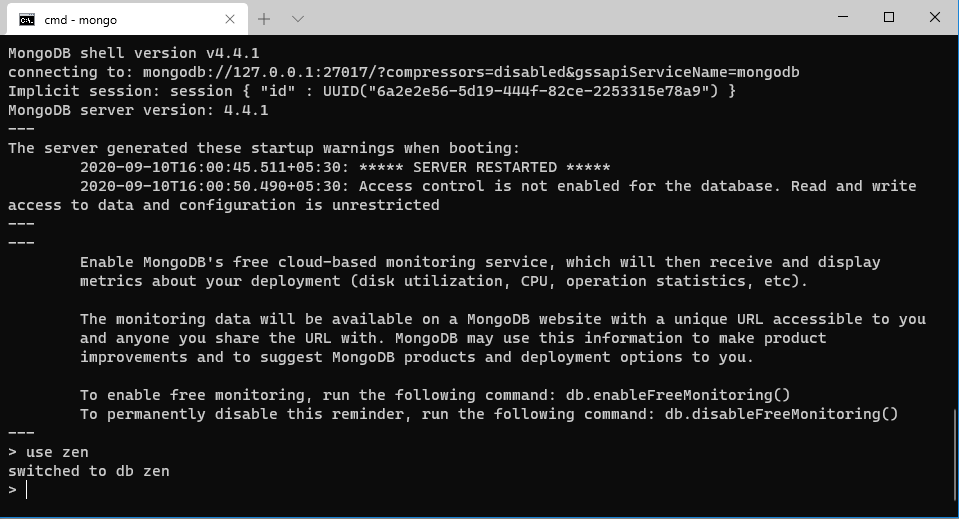 cmd - mongo
MongoDB shell version v4.4.1
connecting to: mongodb://127.0.0.1:27017/?compressors=disabled&gssapiServiceName=mongodb
Implicit session: session { "id" : UUID("6a2e2e56-5d19-444f-82ce-2253315e78a9") }
MongoDB server version: 4.4.1
---
The server generated these startup warnings when booting:
        2020-09-10T16:00:45.511+05:30: ***** SERVER RESTARTED *****
        2020-09-10T16:00:50.490+05:30: Access control is not enabled for the database. Read and write
access to data and configuration is unrestricted
---
---
        Enable MongoDB's free cloud-based monitoring service, which will then receive and display
        metrics about your deployment (disk utilization, CPU, operation statistics, etc).

        The monitoring data will be available on a MongoDB website with a unique URL accessible to you
        and anyone you share the URL with. MongoDB may use this information to make product
        improvements and to suggest MongoDB products and deployment options to you.

        To enable free monitoring, run the following command: db.enableFreeMonitoring()
        To permanently disable this reminder, run the following command: db.disableFreeMonitoring()
---
> use zen
switched to db zen
>